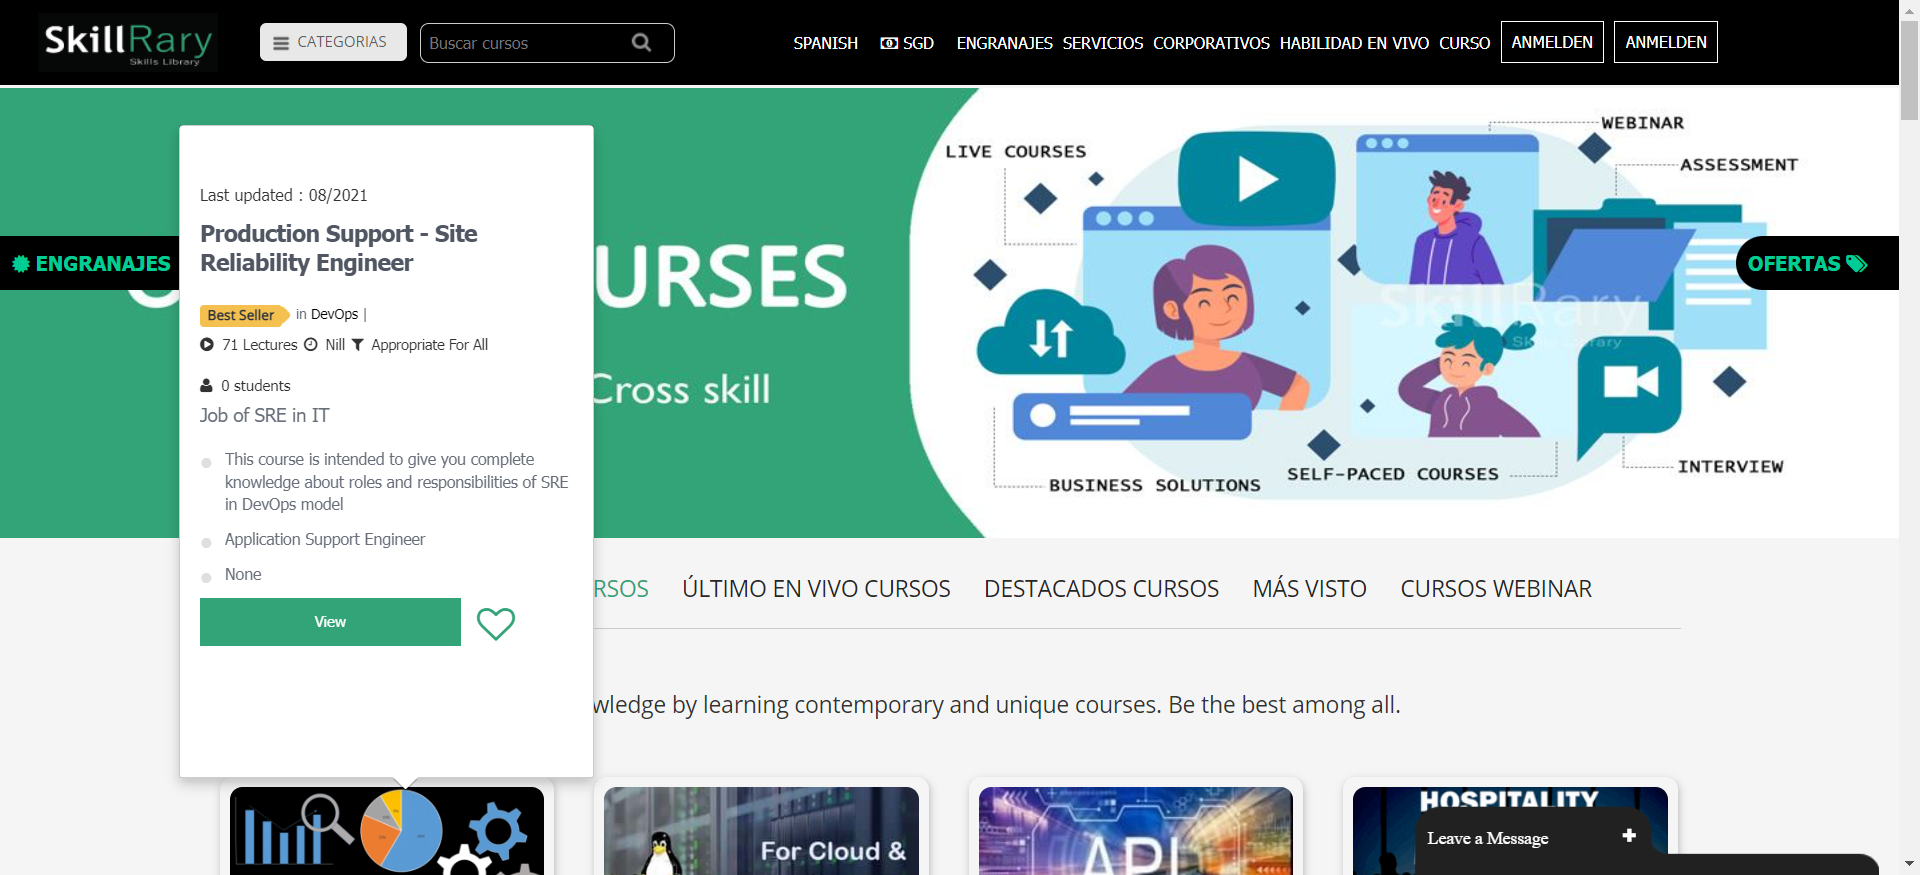 SkillRary
Skills Library
CATEGORIAS
Buscar cursos
SPANISH
SGD
ENGRANAJES
SERVICIOS
CORPORATIVOS
HABILIDAD EN VIVO
CURSO
ANMELDEN
ANMELDEN
ENGRANAJES
Last updated : 08/2021
Production Support - Site
Reliability Engineer
Best Seller in DevOps |
71 Lectures Nill Appropriate For All
0 students
Job of SRE in IT
This course is intended to give you complete
knowledge about roles and responsibilities of SRE
in DevOps model
Application Support Engineer
None
View
URSES
Cross skill
LIVE COURSES
WEBINAR
ASSESSMENT
SkillRary
Skills Library
BUSINESS SOLUTIONS
SELF-PACED COURSES
INTERVIEW
OFERTAS
RSOS
ÚLTIMO EN VIVO CURSOS
DESTACADOS CURSOS
MÁS VISTO
CURSOS WEBINAR
wledge by learning contemporary and unique courses. Be the best among all.
For Cloud &
API
HOSPITALITY
Leave a Message